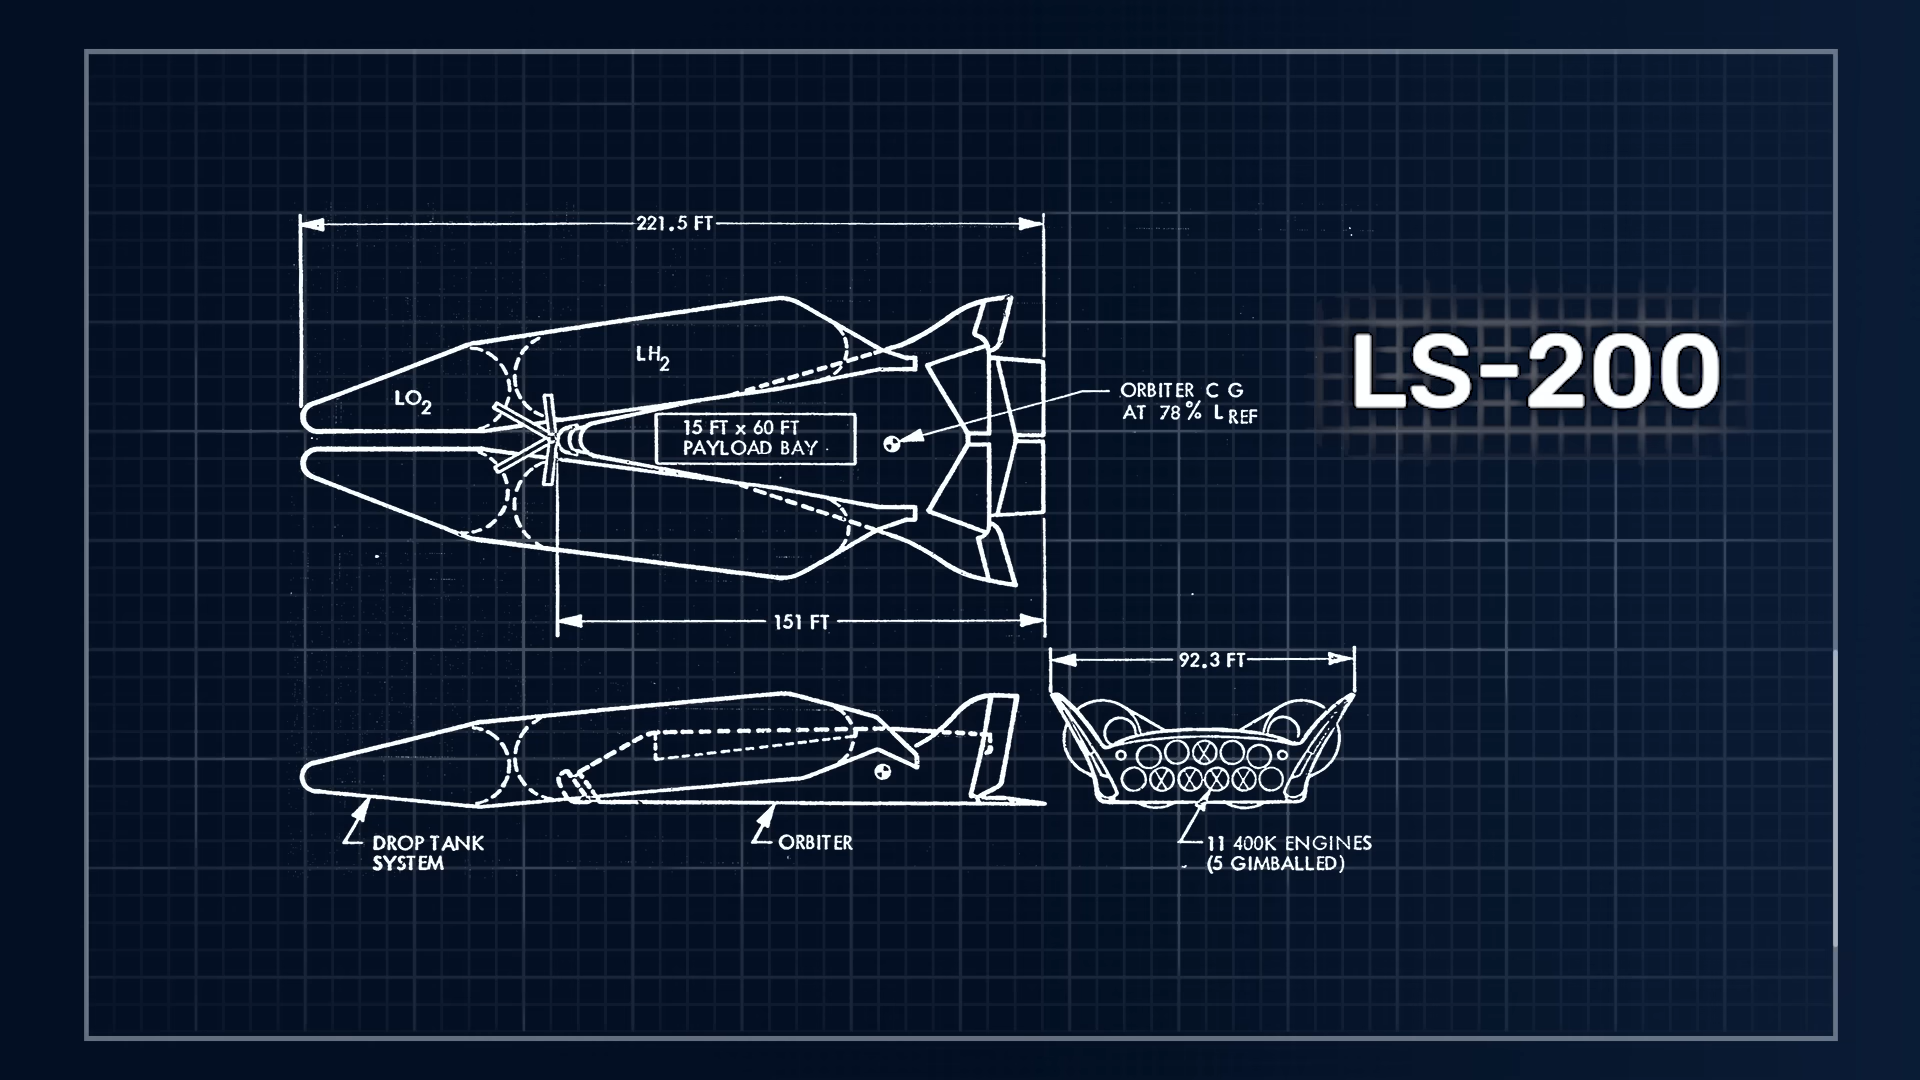 221.5 FT
LH2
LO2
15 FT x 60 FT
PAYLOAD BAY
ORBITER C G
AT 78% LREF
LS-200
151 FT
92.3 FT
DROP TANK
SYSTEM
ORBITER
11 400K ENGINES
(5 GIMBALLED)